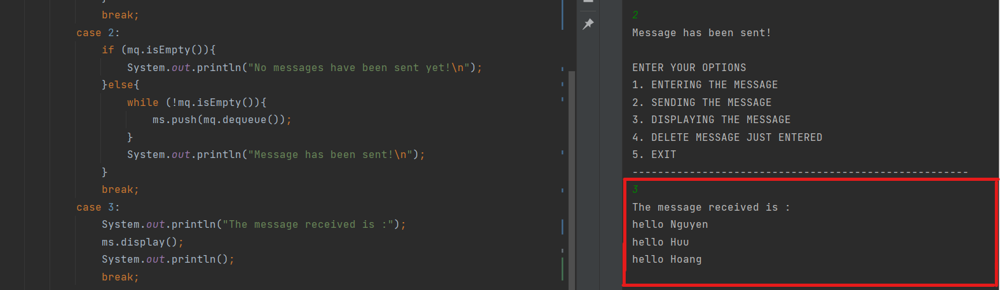 }
break;
case 2:
if (mq.isEmpty()){
System.out.println("No messages have been sent yet!\n");
}else{
while (!mq.isEmpty()){
ms.push(mq.dequeue());
}
System.out.println("Message has been sent!\n");
}
break;
case 3:
System.out.println("The message received is :");
ms.display();
System.out.println();
break;
2
Message has been sent!
ENTER YOUR OPTIONS
1. ENTERING THE MESSAGE
2. SENDING THE MESSAGE
3. DISPLAYING THE MESSAGE
4. DELETE MESSAGE JUST ENTERED
5. EXIT
-----------------------------------------------------
3
The message received is :
hello Nguyen
hello Huu
hello Hoang